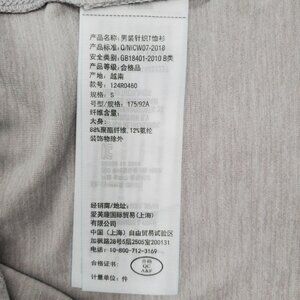 产品名称: 男装针织T恤衫
产品标准: Q/NICW07-2018
安全类别: GB18401-2010 B类
产品等级: 合格品
产地: 越南
款号: 124R0460
规格: S
号型/规格: 175/92A
纤维含量:
大身:
88%聚酯纤维, 12%氨纶
装饰物除外
经销商/地址:
爱英康国际贸易(上海)
有限公司
中国 (上海) 自由贸易试验区
加枫路28号5层2505室200131
电话: 800-712-3169
合格证书:
合格
QC
计量单位: 件